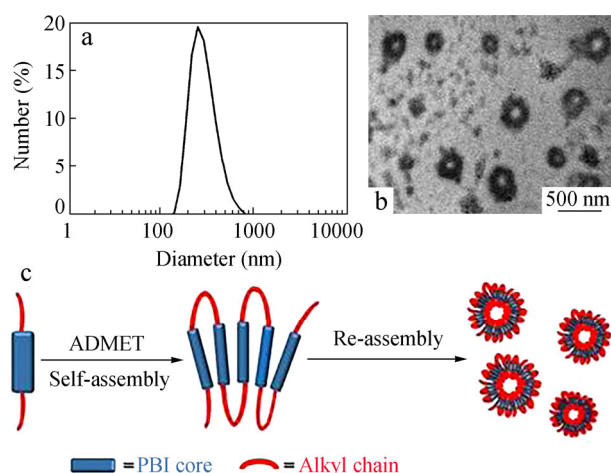 a
Number (%)
20
15
10
5
0
1
100
1000
10000
Diameter (nm)
b
500 nm
c
ADMET
Self-assembly
Re-assembly
=PBI core
=Alkyl chain